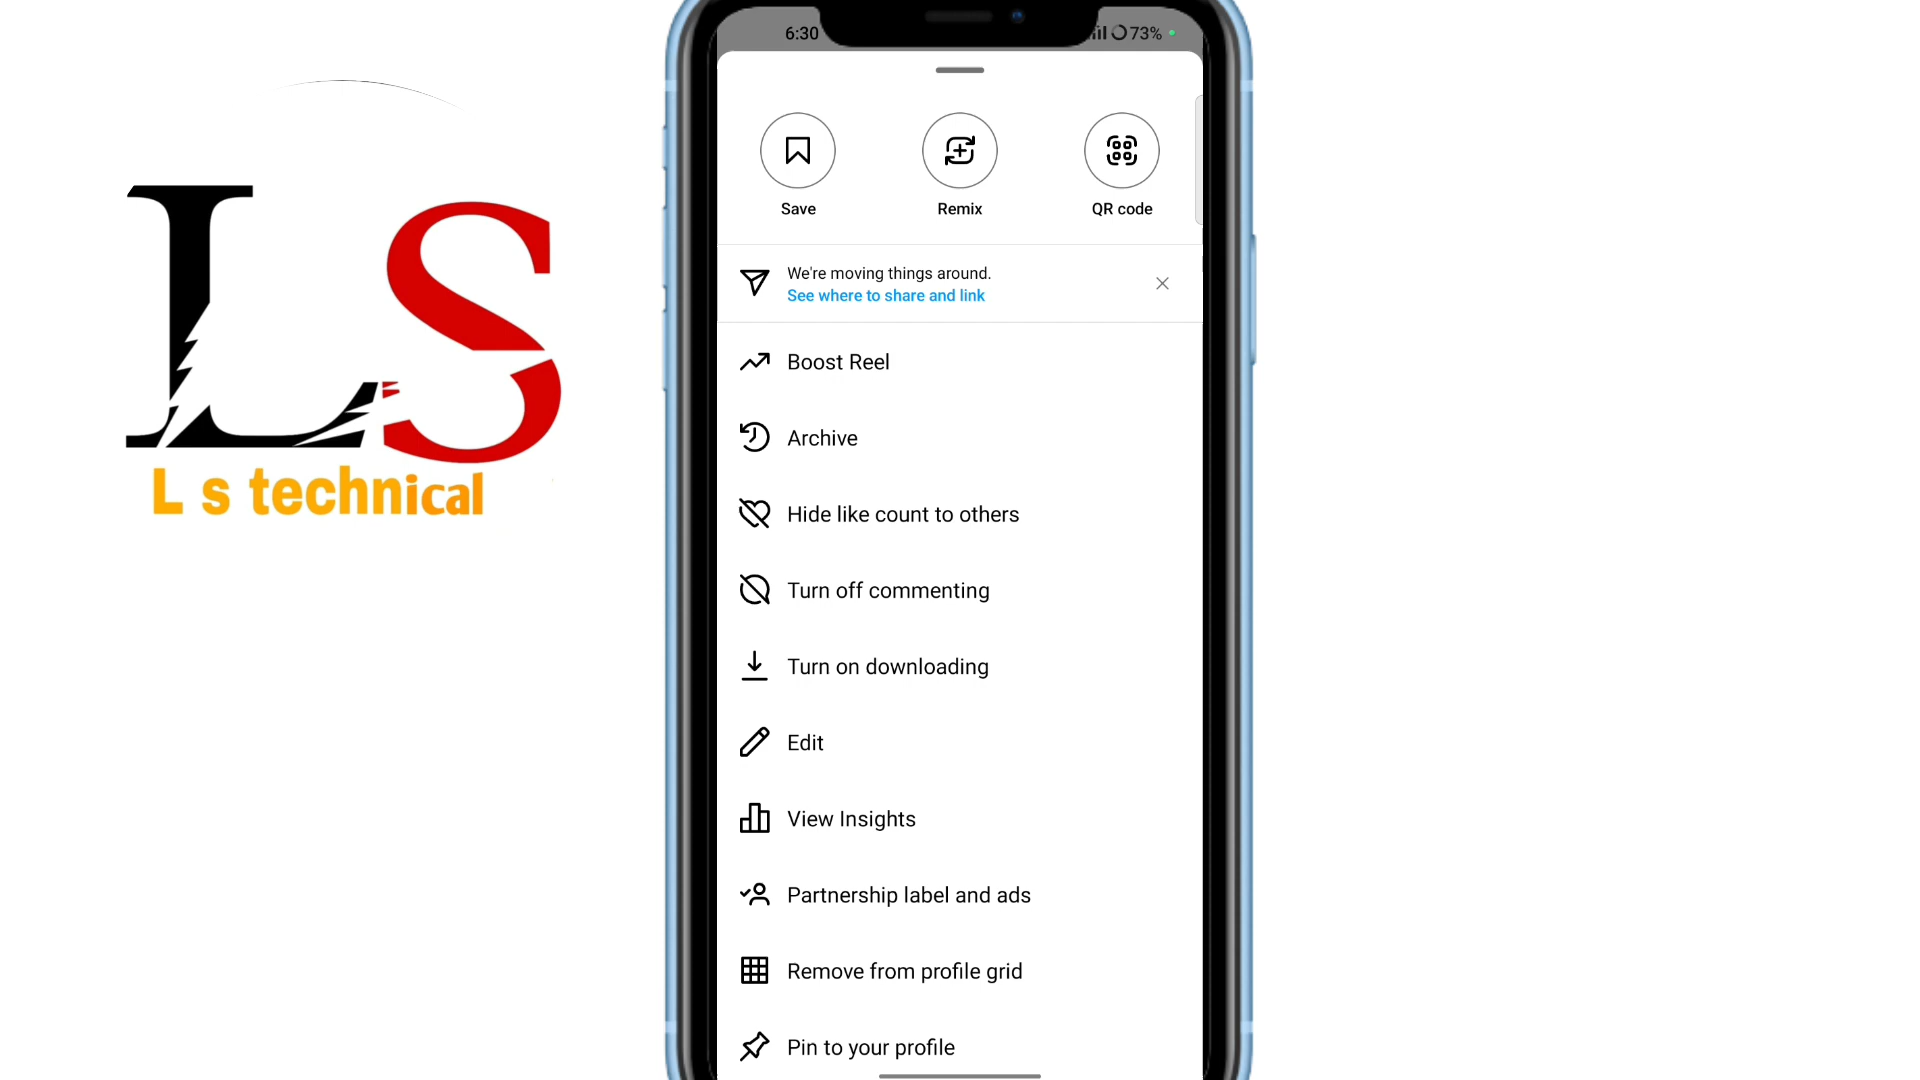 6:30
73%
Save
Remix
QR code
We're moving things around.
See where to share and link
Boost Reel
Archive
Hide like count to others
Turn off commenting
Turn on downloading
Edit
View Insights
Partnership label and ads
Remove from profile grid
Pin to your profile
LS
L s technical